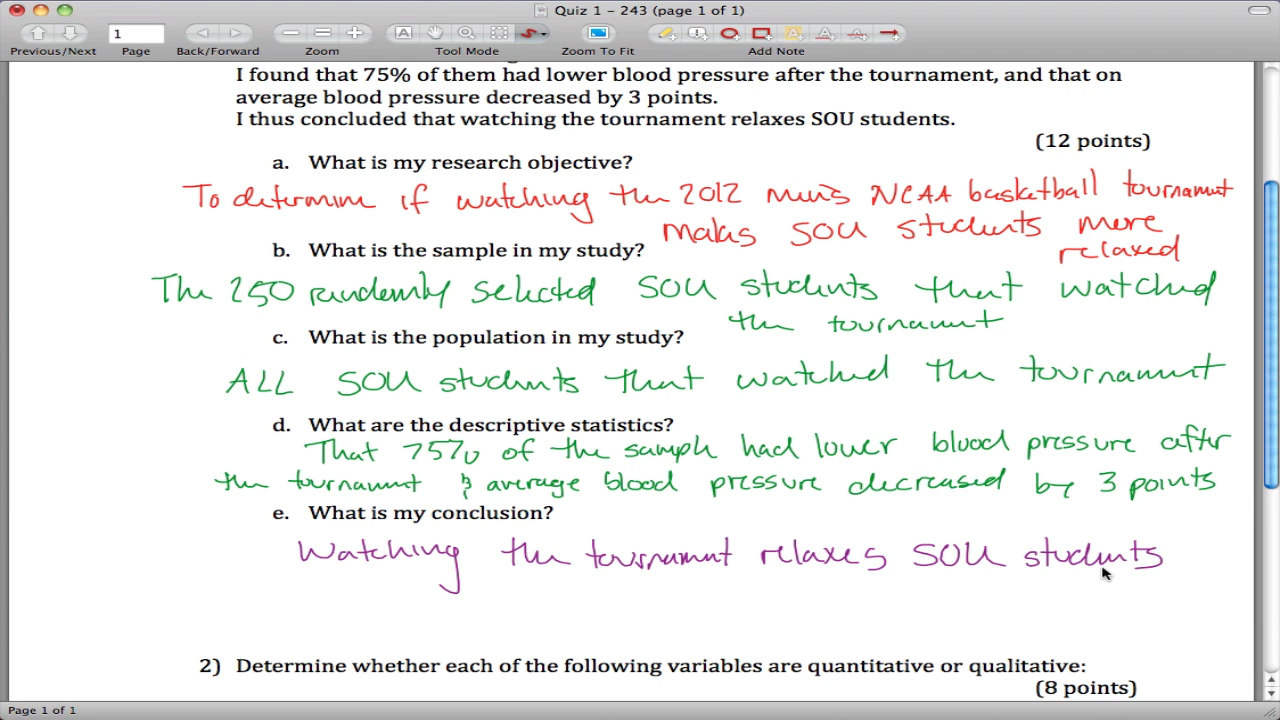 Quiz 1 – 243 (page 1 of 1)
1
Previous/Next Page Back/Forward Zoom Tool Mode Zoom To Fit Add Note
I found that 75% of them had lower blood pressure after the tournament, and that on
average blood pressure decreased by 3 points.
I thus concluded that watching the tournament relaxes SOU students.
(12 points)
a. What is my research objective?
To determine if watching the 2012 men's NCAA basketball tournament
makes SOU students more
relaxed
b. What is the sample in my study?
The 250 randomly selected SOU students that watched
the tournament
c. What is the population in my study?
ALL SOU students that watched the tournament
d. What are the descriptive statistics?
That 75% of the sample had lower blood pressure after
the tournament & average blood pressure decreased by 3 points
e. What is my conclusion?
Watching the tournament relaxes SOU students
2) Determine whether each of the following variables are quantitative or qualitative:
(8 points)
Page 1 of 1